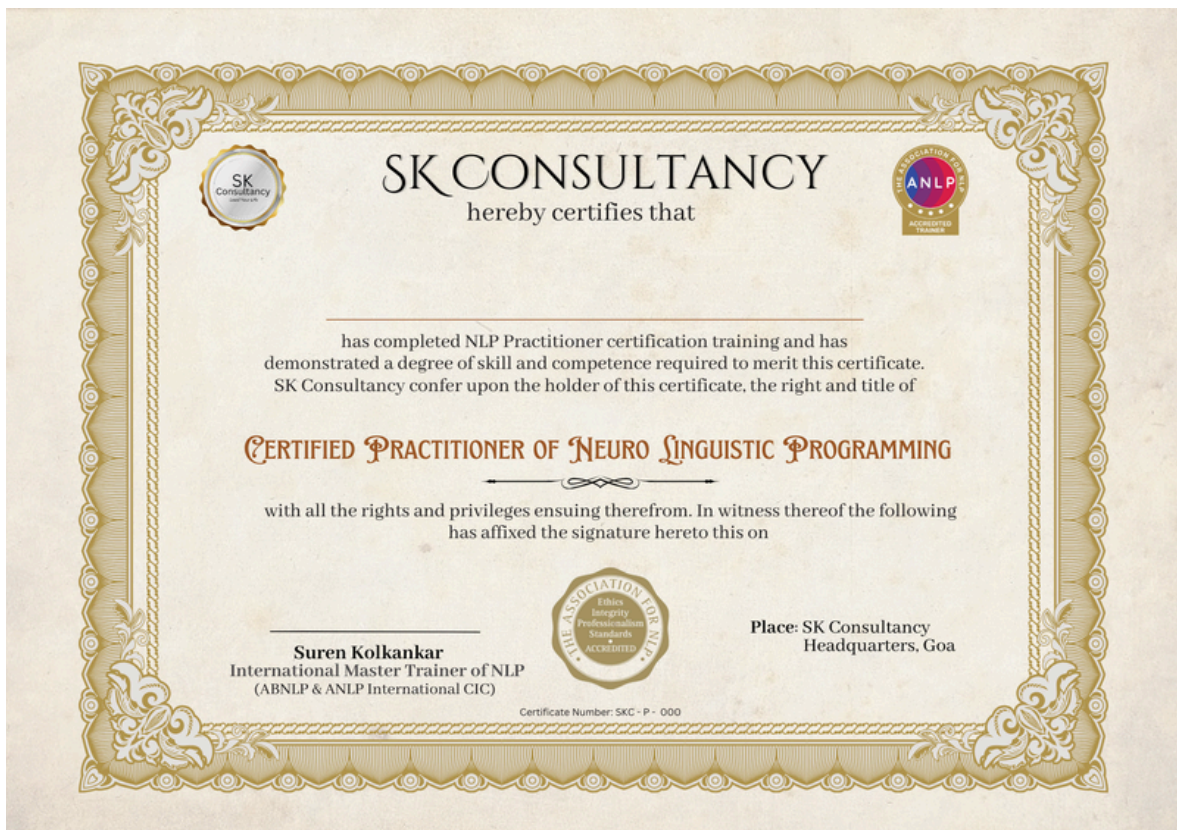 SK
Consultancy
SK CONSULTANCY
hereby certifies that
THE ASSOCIATION FOR NLP
ANLP
ACCREDITED
TRAINER
has completed NLP Practitioner certification training and has
demonstrated a degree of skill and competence required to merit this certificate.
SK Consultancy confer upon the holder of this certificate, the right and title of
CERTIFIED PRACTITIONER OF NEURO LINGUISTIC PROGRAMMING
with all the rights and privileges ensuing therefrom. In witness thereof the following
has affixed the signature hereto this on
THE ASSOCIATION FOR NLP
Ethics
Integrity
Professionalism
Standards
ACCREDITED
Place: SK Consultancy
Headquarters, Goa
Suren Kolkankar
International Master Trainer of NLP
(ABNLP & ANLP International CIC)
Certificate Number: SKC - P - 000